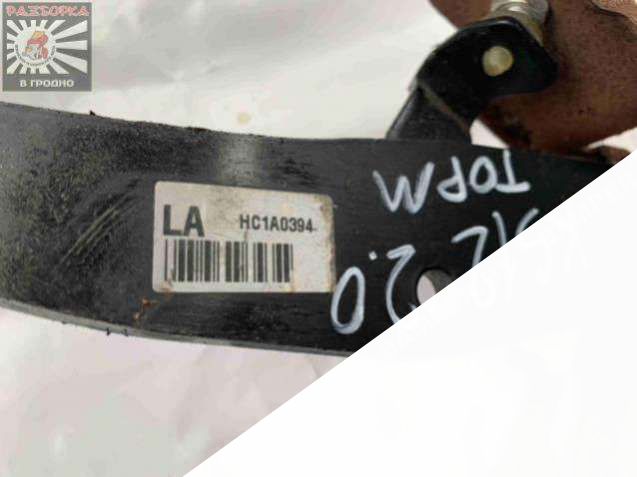 РАЗБОРКА
В ГРОДНО
LA HC1A0394
ТОРМ
2.0